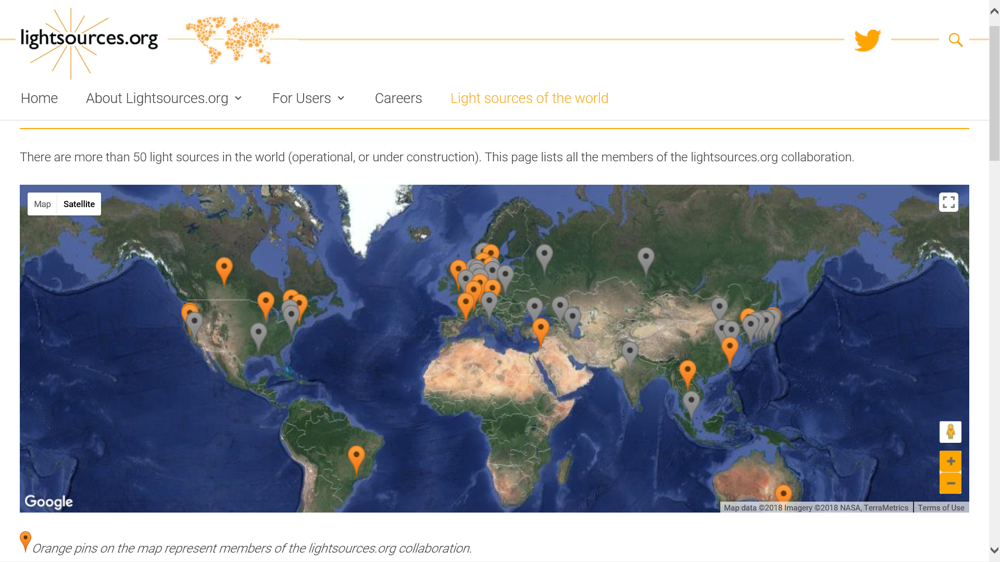 lightsources.org
Home About Lightsources.org For Users Careers Light sources of the world
There are more than 50 light sources in the world (operational, or under construction). This page lists all the members of the lightsources.org collaboration.
Map Satellite
Google
Map data ©2018 Imagery ©2018 NASA, TerraMetrics Terms of Use
Orange pins on the map represent members of the lightsources.org collaboration.